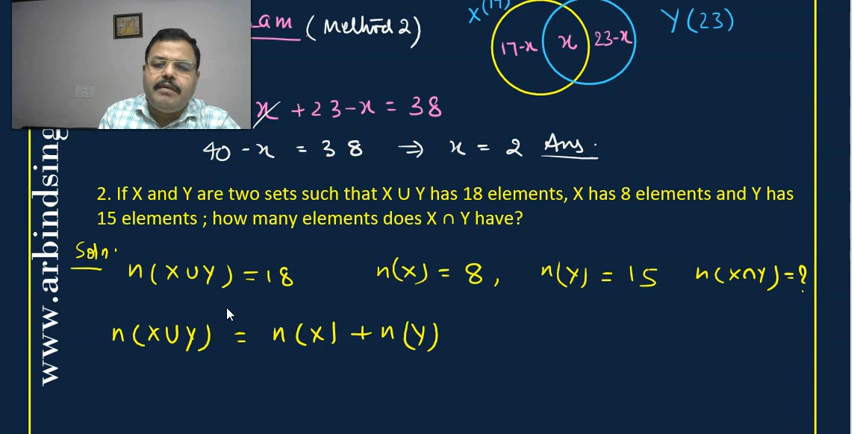 am (Method 2)
X(17)
Y(23)
17-x x 23-x
x + 23-x = 38
40 - x = 38 ⇒ x = 2 Ans.
2. If X and Y are two sets such that X ∪ Y has 18 elements, X has 8 elements and Y has
15 elements ; how many elements does X ∩ Y have?
Soln.
n(X∪Y) = 18 n(X) = 8, n(Y) = 15 n(X∩Y) = ?
n(X∪Y) = n(X) + n(Y)
www.arbindsing